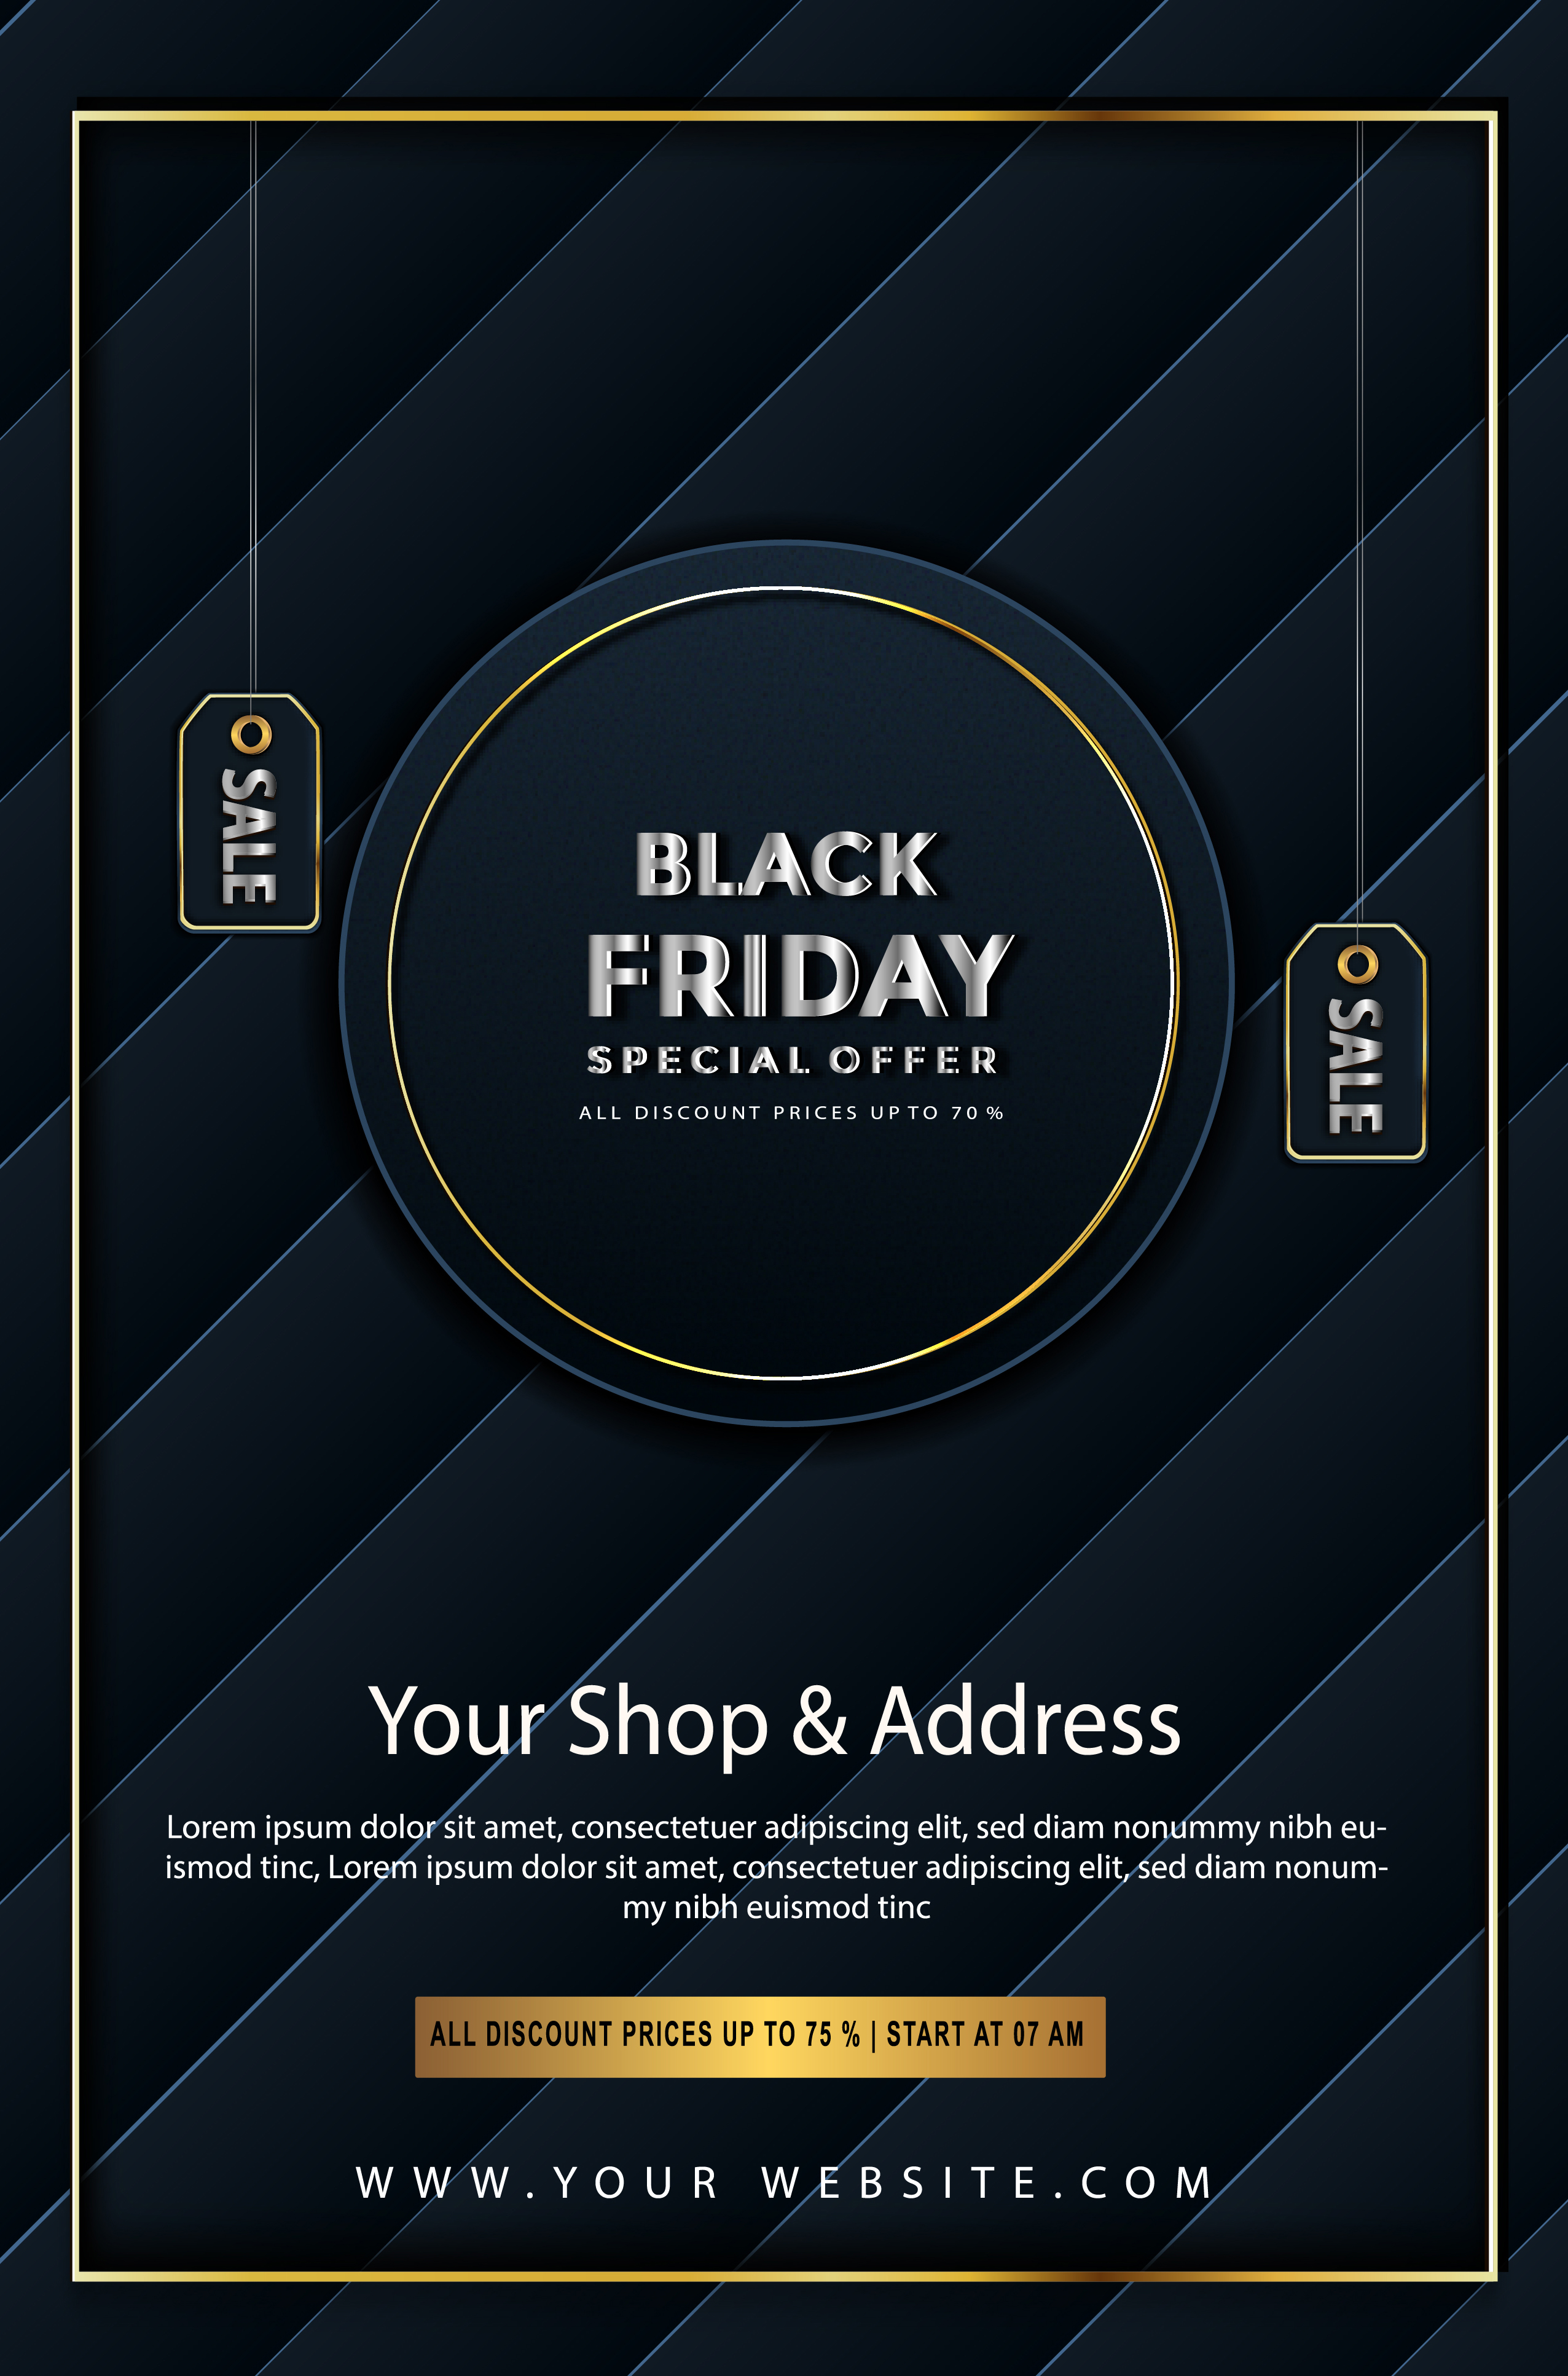 SALE
BLACK
FRIDAY
SPECIAL OFFER
ALL DISCOUNT PRICES UP TO 70 %
SALE
Your Shop & Address
Lorem ipsum dolor sit amet, consectetuer adipiscing elit, sed diam nonummy nibh eu-
ismod tinc, Lorem ipsum dolor sit amet, consectetuer adipiscing elit, sed diam nonum-
my nibh euismod tinc
ALL DISCOUNT PRICES UP TO 75 % | START AT 07 AM
WWW.YOUR WEBSITE.COM